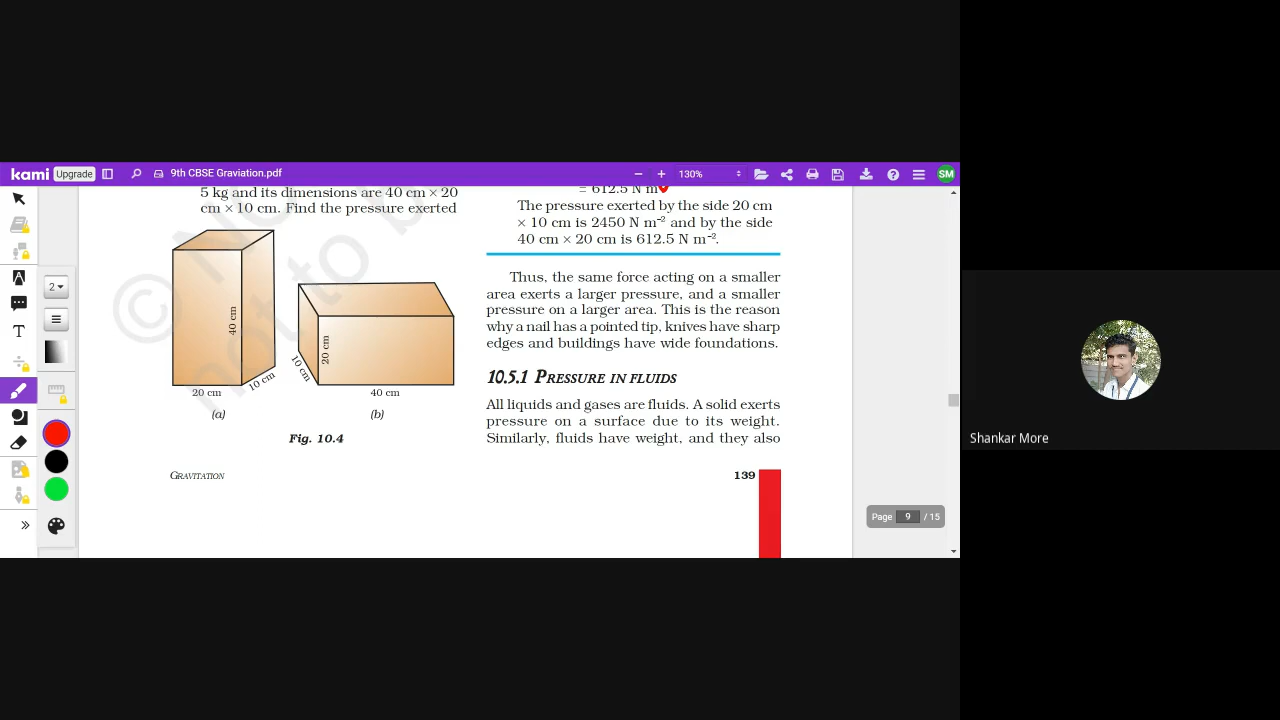 kami Upgrade 9th CBSE Graviation.pdf 130% SM
5 kg and its dimensions are 40 cm × 20
cm × 10 cm. Find the pressure exerted
40 cm
20 cm
10 cm
(a)
10 cm
20 cm
40 cm
(b)
Fig. 10.4
= 612.5 N m
The pressure exerted by the side 20 cm
× 10 cm is 2450 N m⁻² and by the side
40 cm × 20 cm is 612.5 N m⁻².
Thus, the same force acting on a smaller
area exerts a larger pressure, and a smaller
pressure on a larger area. This is the reason
why a nail has a pointed tip, knives have sharp
edges and buildings have wide foundations.
10.5.1 PRESSURE IN FLUIDS
All liquids and gases are fluids. A solid exerts
pressure on a surface due to its weight.
Similarly, fluids have weight, and they also
GRAVITATION
139
2
T
Page 9 / 15
Shankar More